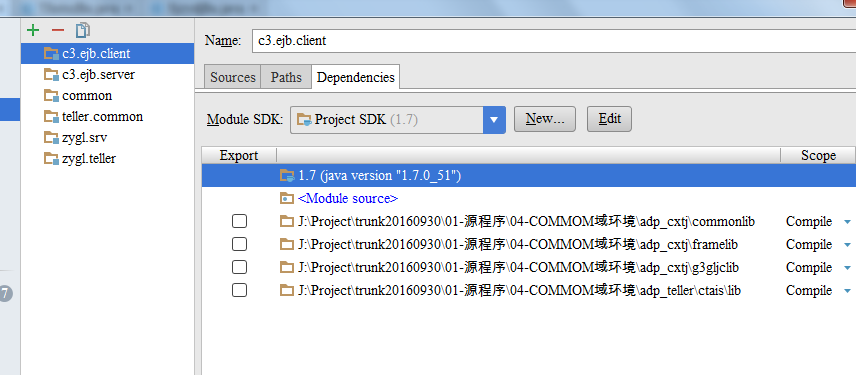 Name: c3.ejb.client
c3.ejb.client
c3.ejb.server
common
teller.common
zygl.srv
zygl.teller
Sources Paths Dependencies
Module SDK: Project SDK (1.7) New... Edit
Export Scope
1.7 (java version "1.7.0_51")
<Module source>
J:\Project\trunk20160930\01-源程序\04-COMMOM域环境\adp_cxtj\commonlib Compile
J:\Project\trunk20160930\01-源程序\04-COMMOM域环境\adp_cxtj\framelib Compile
J:\Project\trunk20160930\01-源程序\04-COMMOM域环境\adp_cxtj\g3gljclib Compile
J:\Project\trunk20160930\01-源程序\04-COMMOM域环境\adp_teller\ctais\lib Compile
7